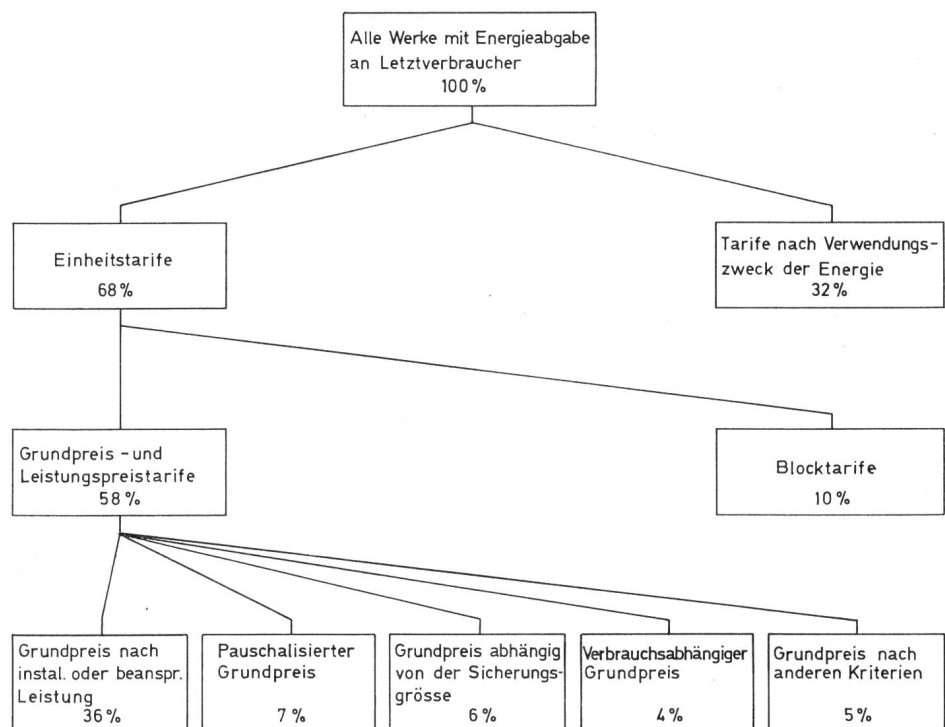 Alle Werke mit Energieabgabe
an Letztverbraucher
100 %
Einheitstarife
68 %
Tarife nach Verwendungs-
zweck der Energie
32 %
Grundpreis - und
Leistungspreistarife
58 %
Blocktarife
10 %
Grundpreis nach
instal. oder beanspr.
Leistung
36 %
Pauschalisierter
Grundpreis
7 %
Grundpreis abhängig
von der Sicherungs-
grösse
6 %
Verbrauchsabhängiger
Grundpreis
4 %
Grundpreis nach
anderen Kriterien
5 %